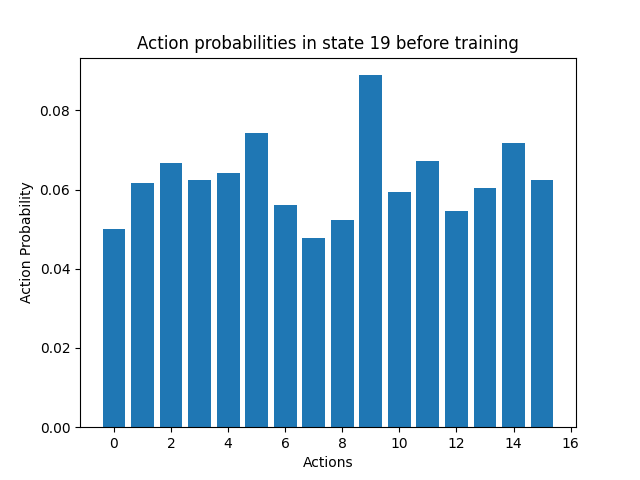 Action probabilities in state 19 before training
0.08
0.06
0.04
0.02
0.00
Action Probability
0 2 4 6 8 10 12 14 16
Actions